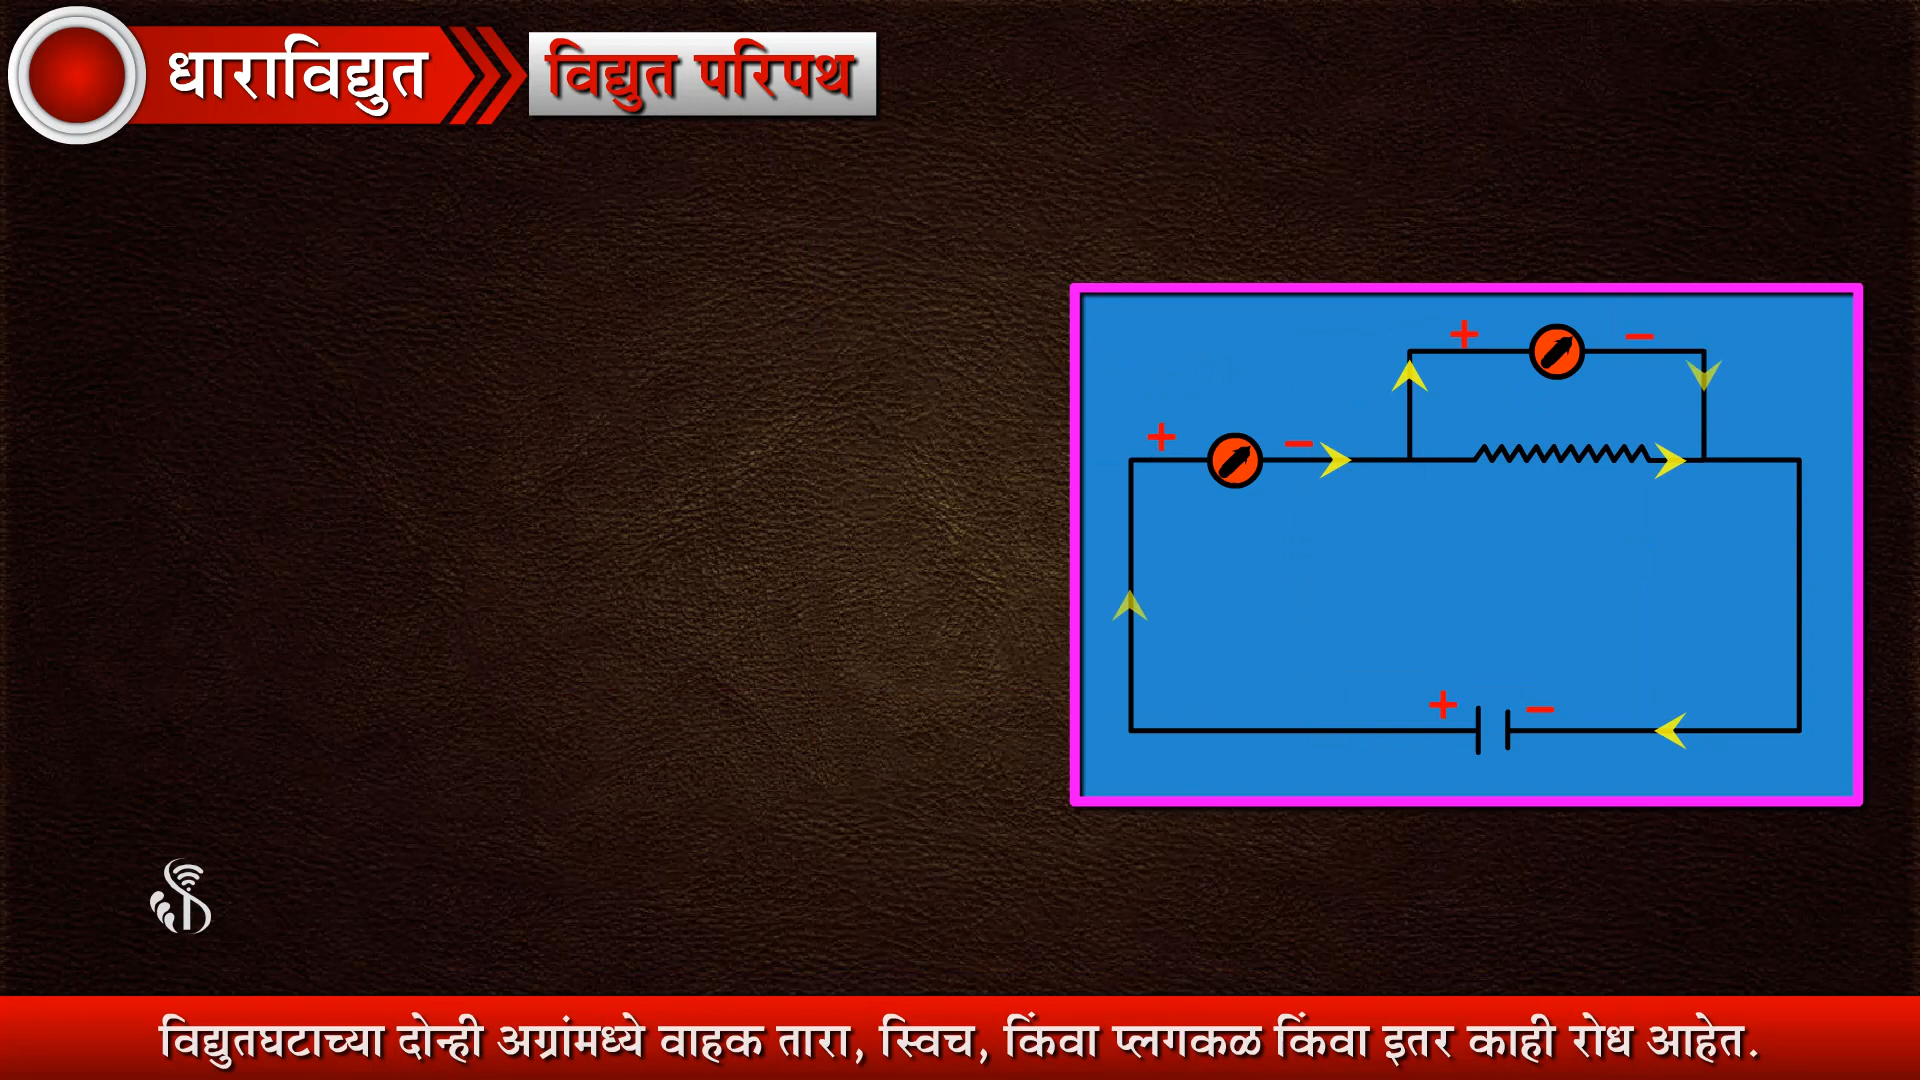 धाराविद्युत
विद्युत परिपथ
+ −
+ −
+ −
विद्युतघटाच्या दोन्ही अग्रांमध्ये वाहक तारा, स्विच, किंवा प्लगकळ किंवा इतर काही रोध आहेत.